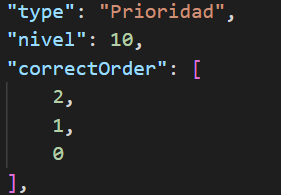 "type": "Prioridad",
"nivel": 10,
"correctOrder": [
2,
1,
0
],